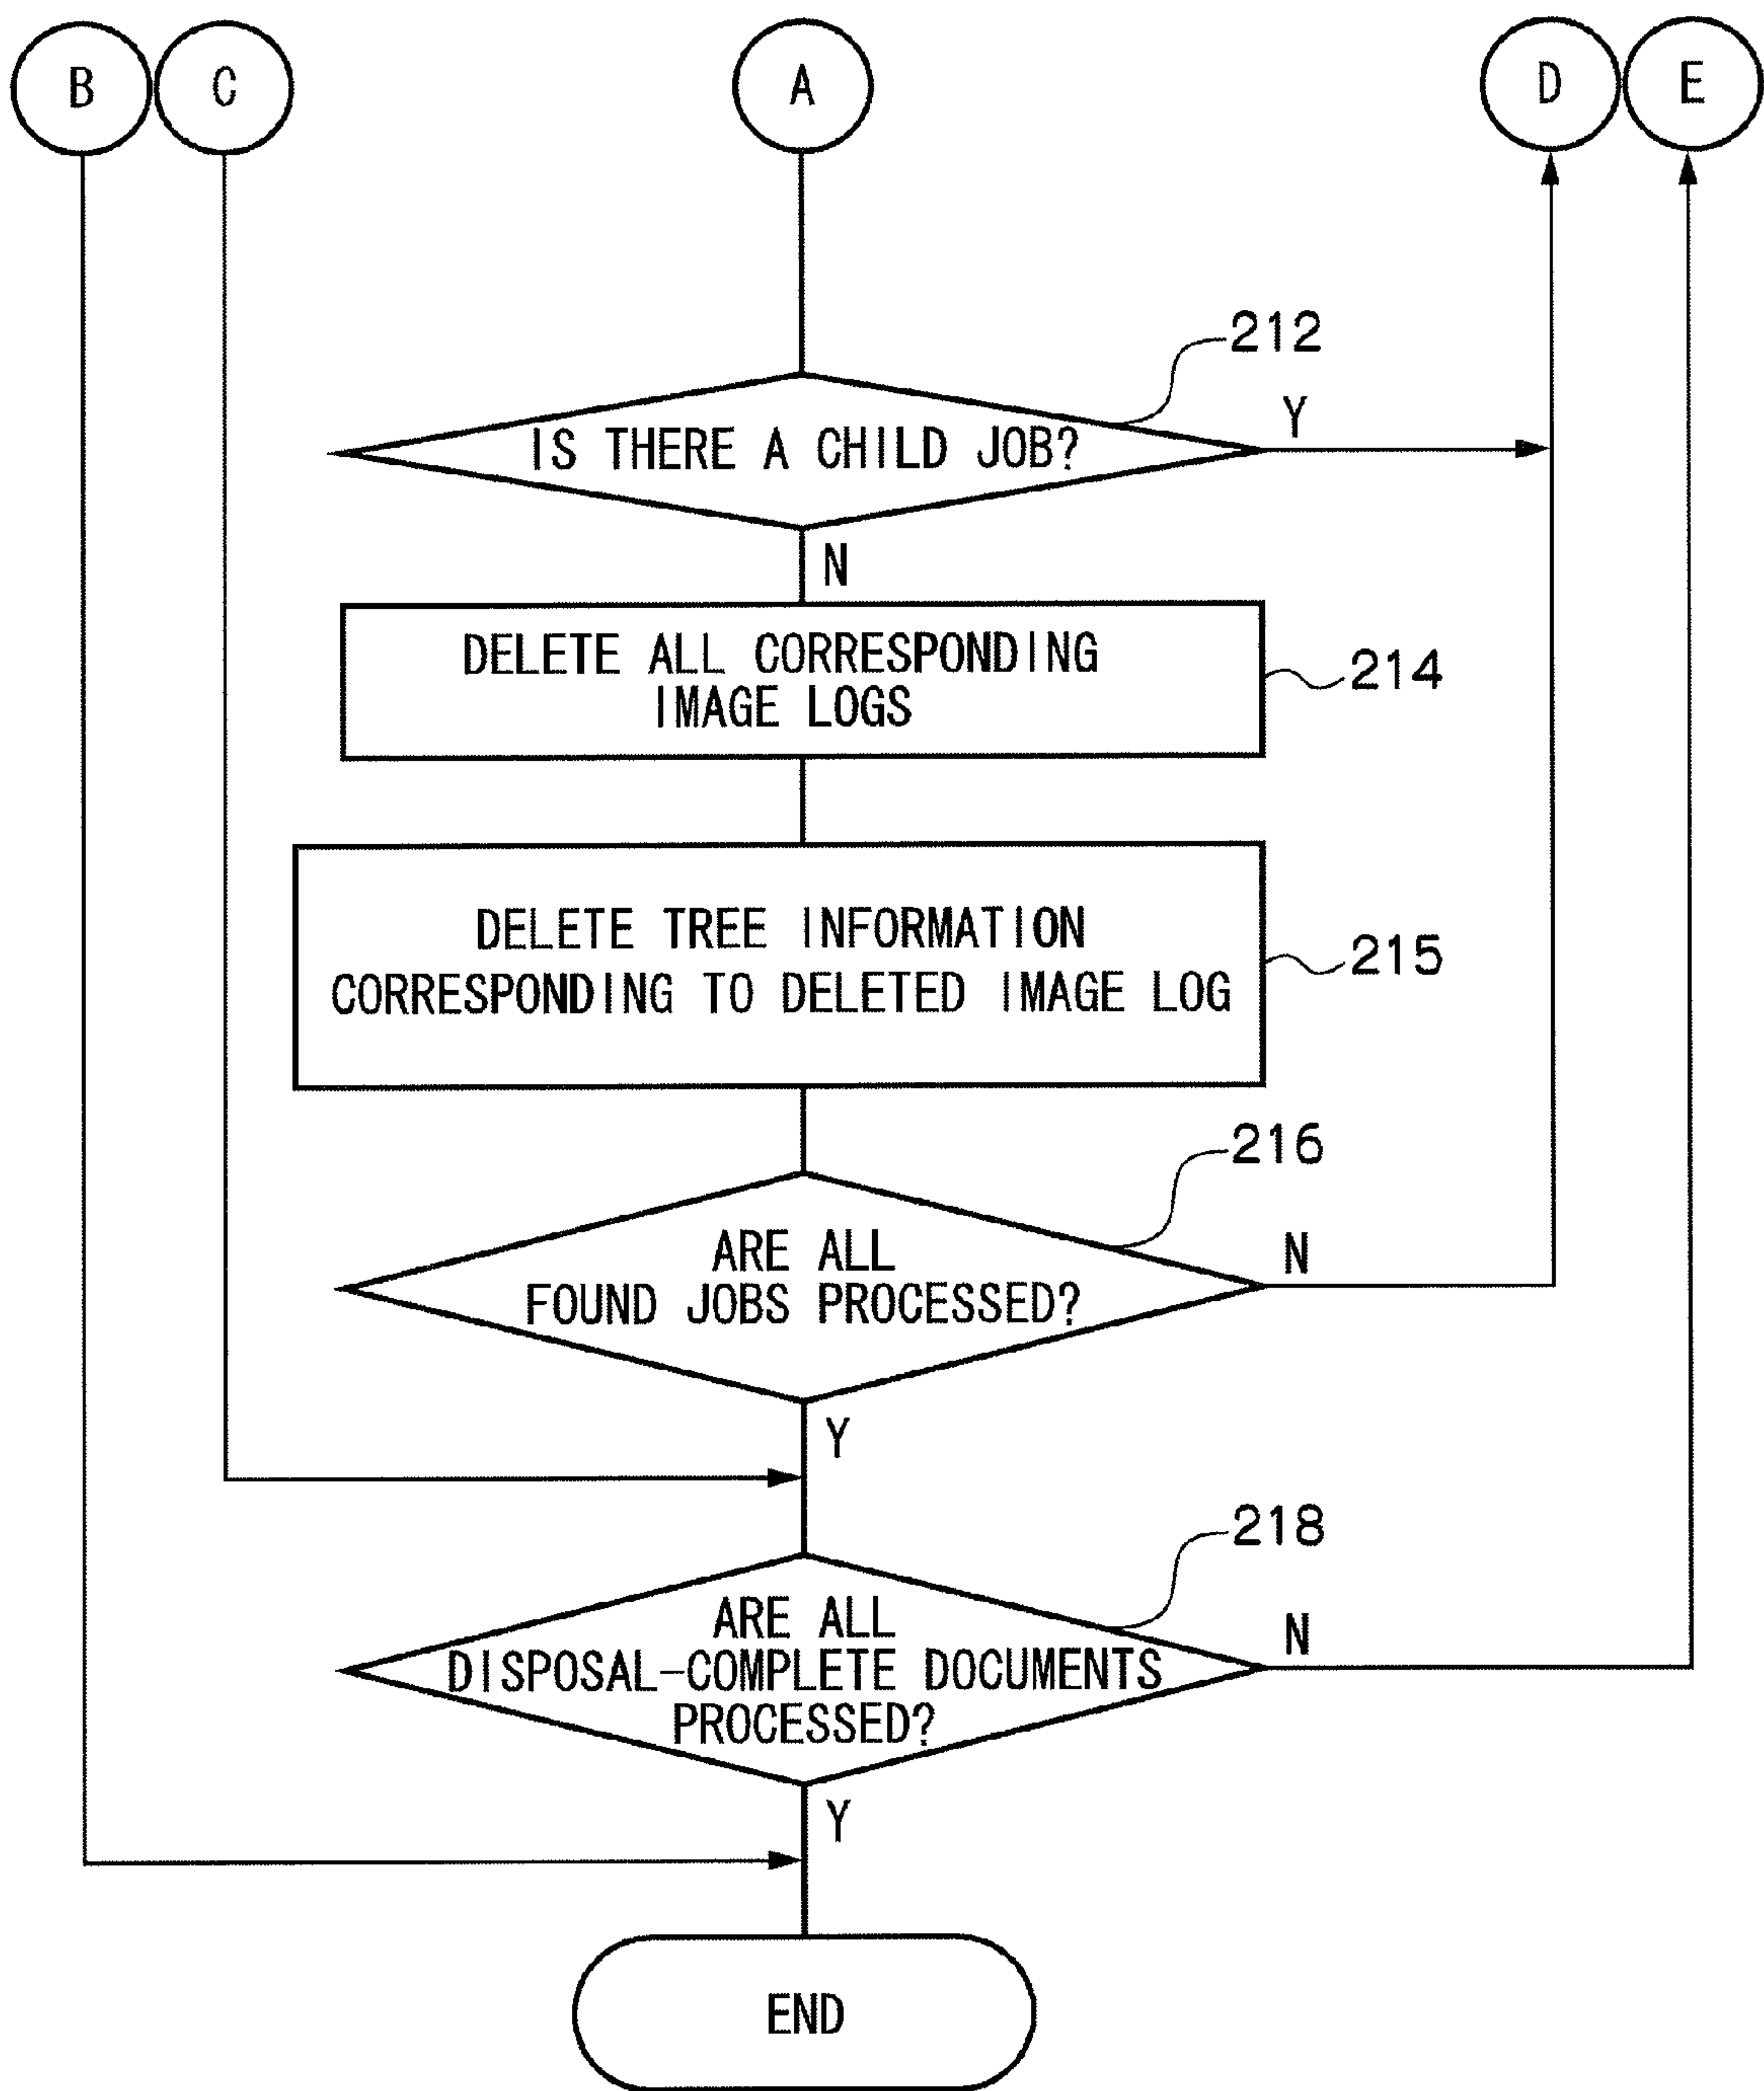 B
C
A
D
E
212
IS THERE A CHILD JOB?
Y
N
DELETE ALL CORRESPONDING
IMAGE LOGS
214
DELETE TREE INFORMATION
CORRESPONDING TO DELETED IMAGE LOG
215
216
ARE ALL
FOUND JOBS PROCESSED?
N
Y
218
ARE ALL
DISPOSAL-COMPLETE DOCUMENTS
PROCESSED?
N
Y
END